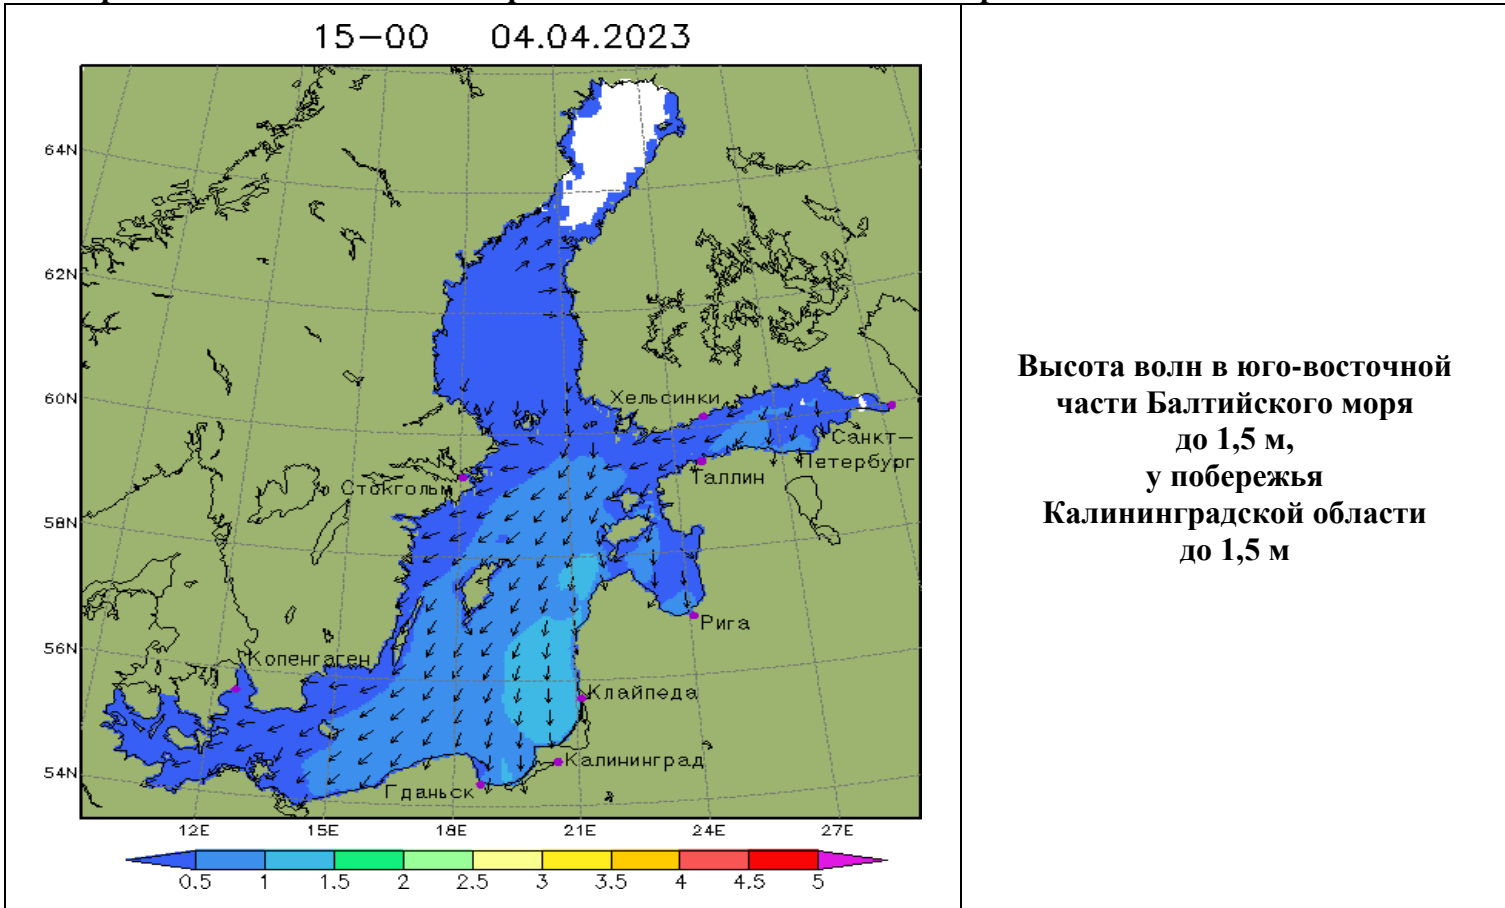 15-00 04.04.2023
64N
62N
60N
58N
56N
54N
Хельсинки
Санкт-
Петербург
Таллин
Стокгольм
Рига
Копенгаген
Клайпеда
Калининград
Гданьск
12E 15E 18E 21E 24E 27E
0.5 1 1.5 2 2.5 3 3.5 4 4.5 5
Высота волн в юго-восточной
части Балтийского моря
до 1,5 м,
у побережья
Калининградской области
до 1,5 м